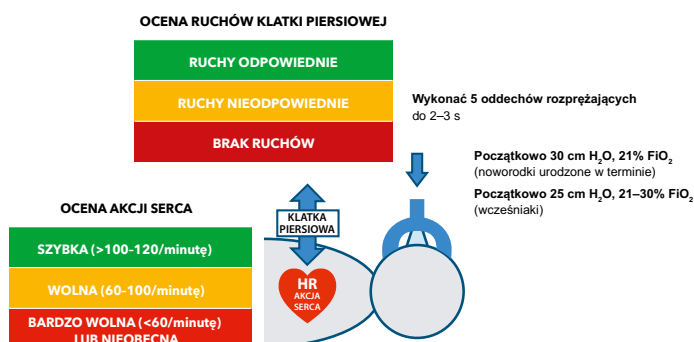 OCENA RUCHÓW KLATKI PIERSIOWEJ
RUCHY ODPOWIEDNIE
RUCHY NIEODPOWIEDNIE
BRAK RUCHÓW
Wykonać 5 oddechów rozprężających
do 2–3 s
Początkowo 30 cm H₂O, 21% FiO₂
(noworodki urodzone w terminie)
Początkowo 25 cm H₂O, 21–30% FiO₂
(wcześniaki)
OCENA AKCJI SERCA
SZYBKA (>100-120/minutę)
WOLNA (60-100/minutę)
BARDZO WOLNA (<60/minutę)
LUB NIEOBECNA
KLATKA
PIERSIOWA
HR
AKCJA
SERCA